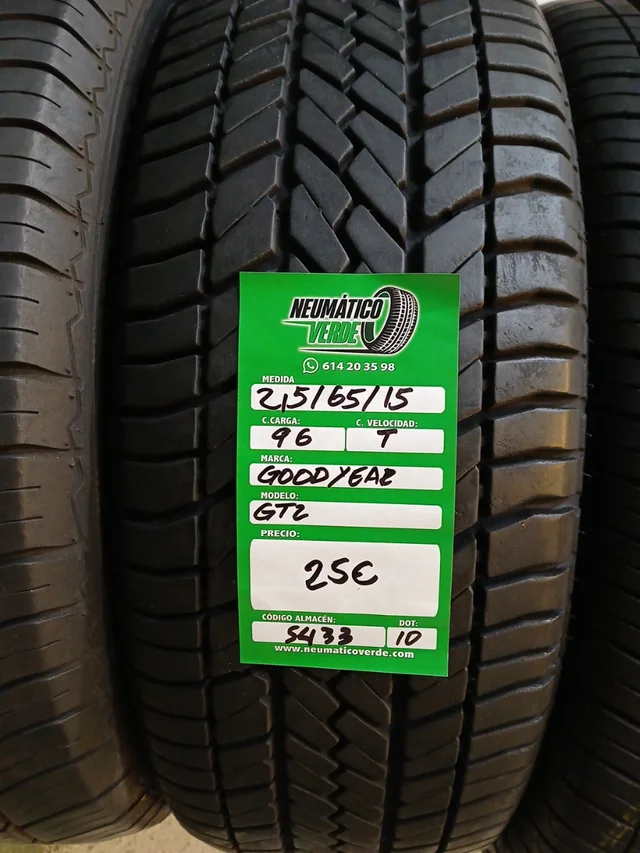 NEUMÁTICO
VERDE
614 20 35 98
MEDIDA
215/65/15
C.CARGA: C. VELOCIDAD:
96 T
MARCA:
GOODYEAR
MODELO:
GT2
PRECIO:
25€
CÓDIGO ALMACÉN: DOT:
5433 10
www.neumaticoverde.com